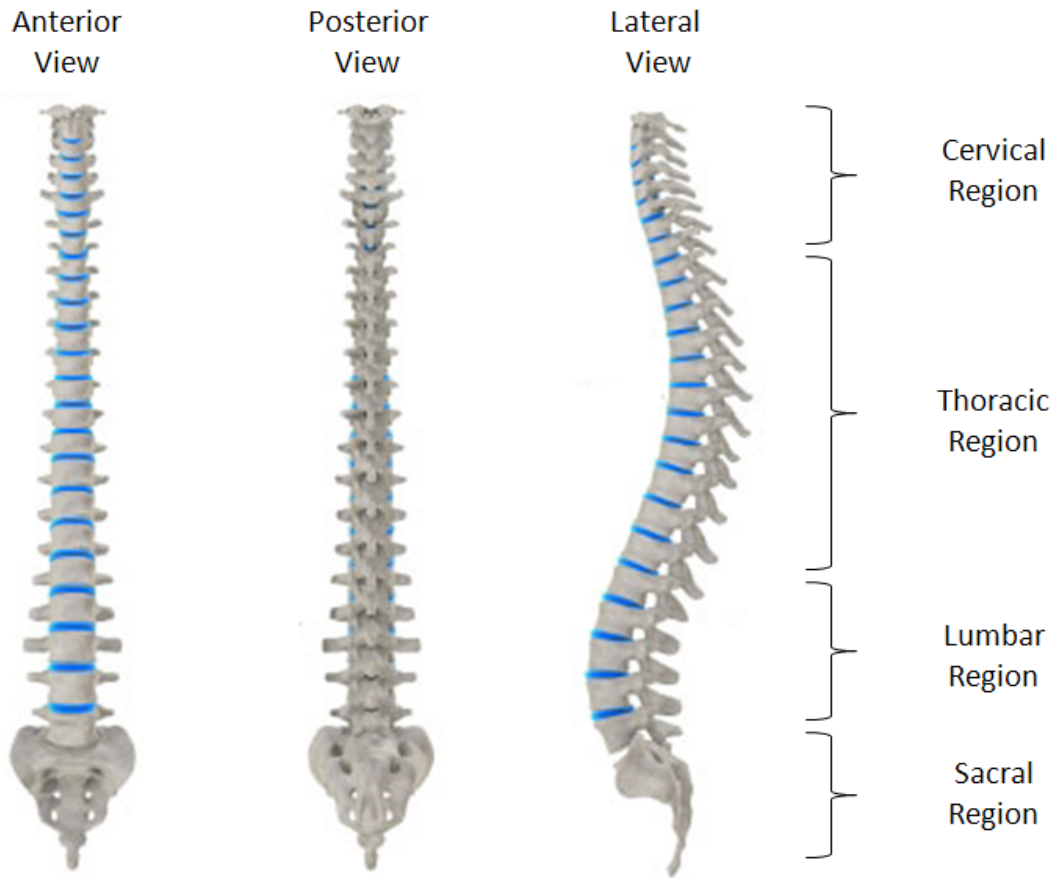 Anterior
View
Posterior
View
Lateral
View
Cervical
Region
Thoracic
Region
Lumbar
Region
Sacral
Region